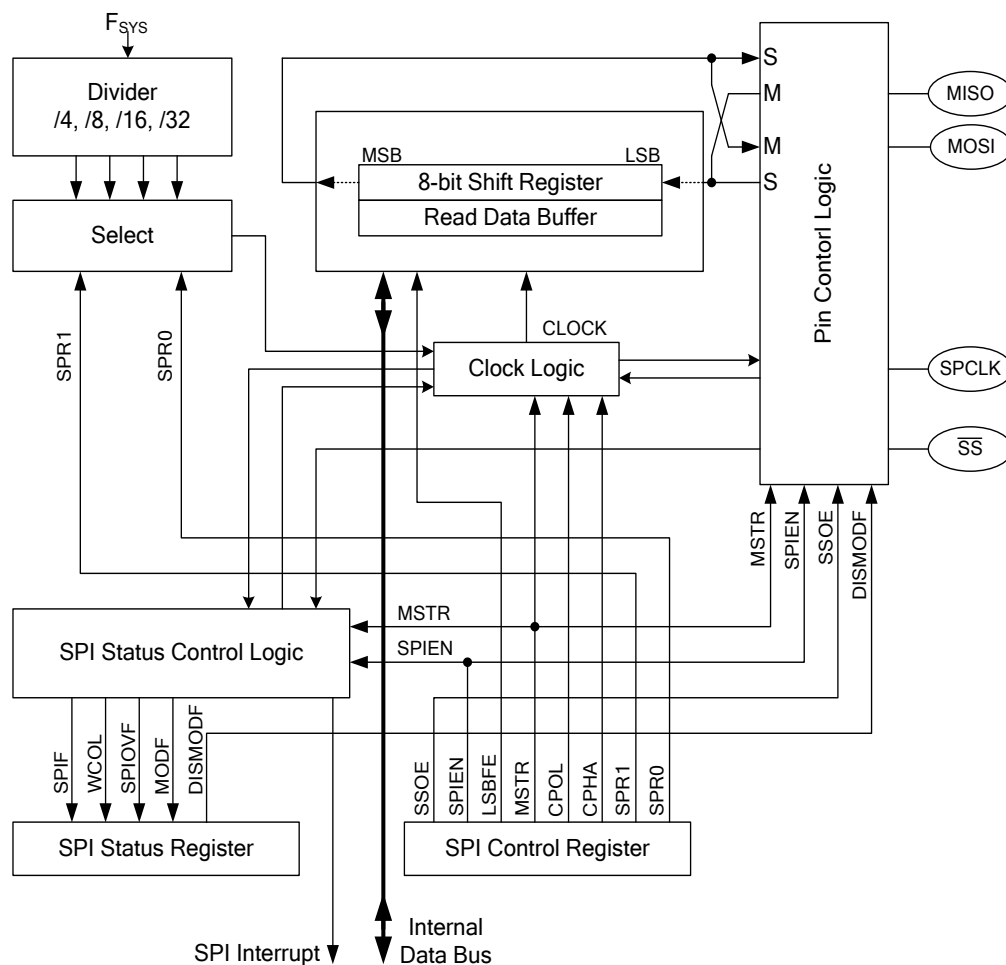 F_SYS
Divider
/4, /8, /16, /32
Select
SPR1
SPR0
MSB
LSB
8-bit Shift Register
Read Data Buffer
CLOCK
Clock Logic
S
M
M
S
Pin Contorl Logic
MISO
MOSI
SPCLK
S̅S̅
MSTR
SPIEN
SSOE
DISMODF
MSTR
SPIEN
SPI Status Control Logic
SPIF
WCOL
SPIOVF
MODF
DISMODF
SSOE
SPIEN
LSBFE
MSTR
CPOL
CPHA
SPR1
SPR0
SPI Status Register
SPI Control Register
SPI Interrupt
Internal
Data Bus